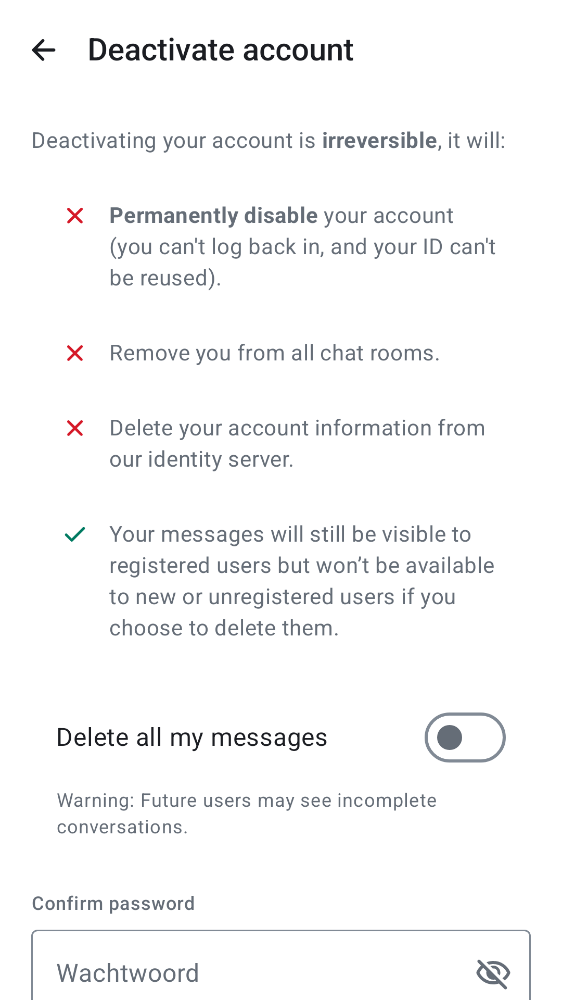 Deactivate account
Deactivating your account is irreversible, it will:
Permanently disable your account
(you can't log back in, and your ID can't
be reused).
Remove you from all chat rooms.
Delete your account information from
our identity server.
Your messages will still be visible to
registered users but won’t be available
to new or unregistered users if you
choose to delete them.
Delete all my messages
Warning: Future users may see incomplete
conversations.
Confirm password
Wachtwoord